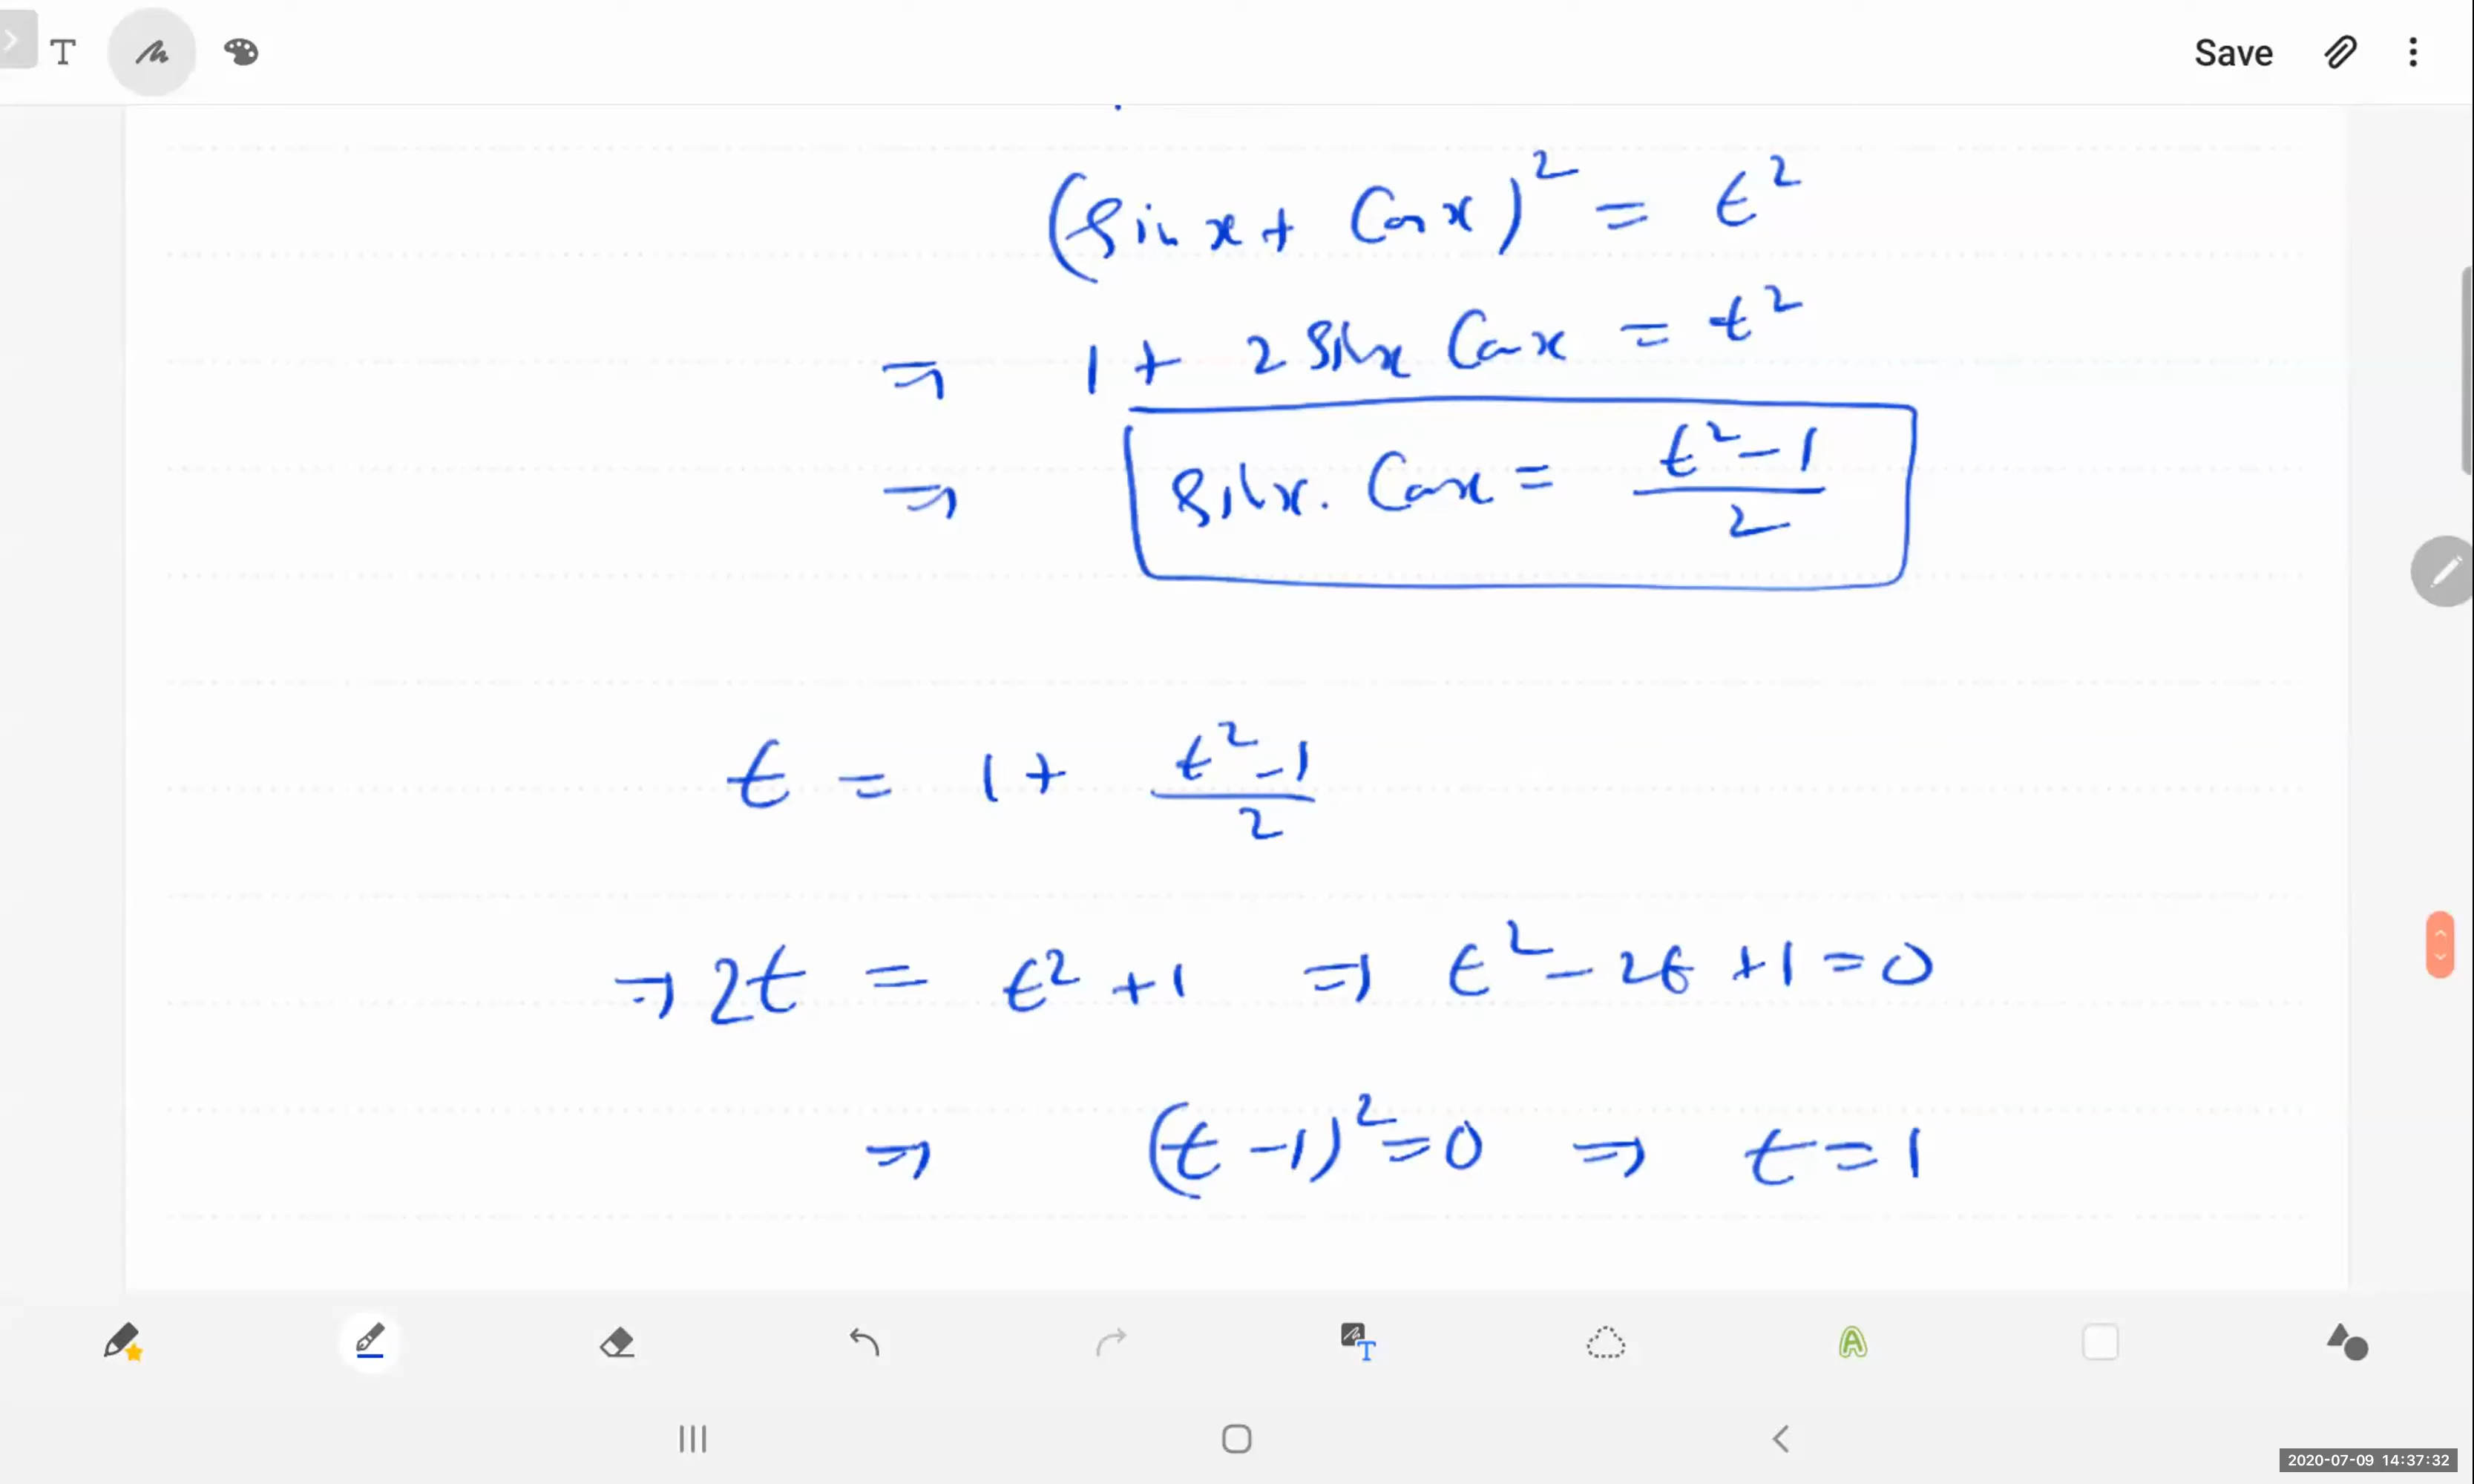 T Save
(Sin x + Cos x)² = t²
⇒ 1 + 2 Sin x Cos x = t²
⇒ Sin x . Cos x = (t² - 1)/2
t = 1 + (t² - 1)/2
⇒ 2t = t² + 1 ⇒ t² - 2t + 1 = 0
⇒ (t - 1)² = 0 ⇒ t = 1
T A
2020-07-09 14:37:32